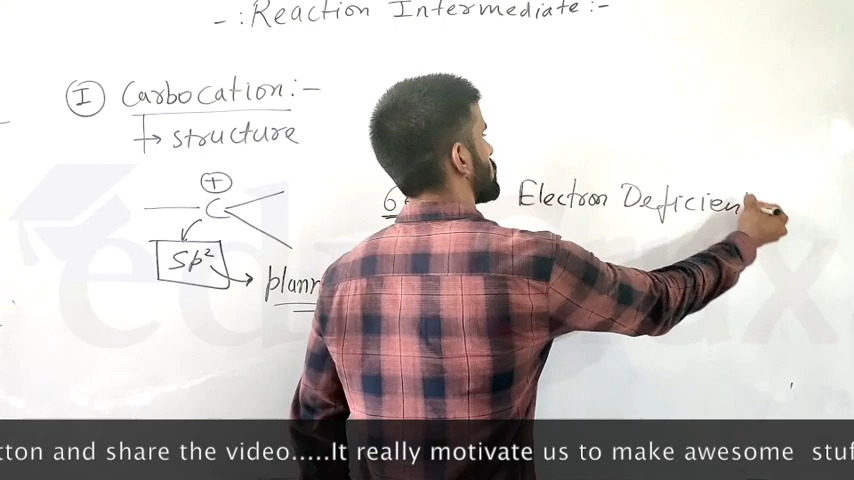 - : Reaction Intermediate:-
I Carbocation:-
structure
+
C
6 Electron Deficien
Sp²
planr
tton and share the video.....It really motivate us to make awesome stuf